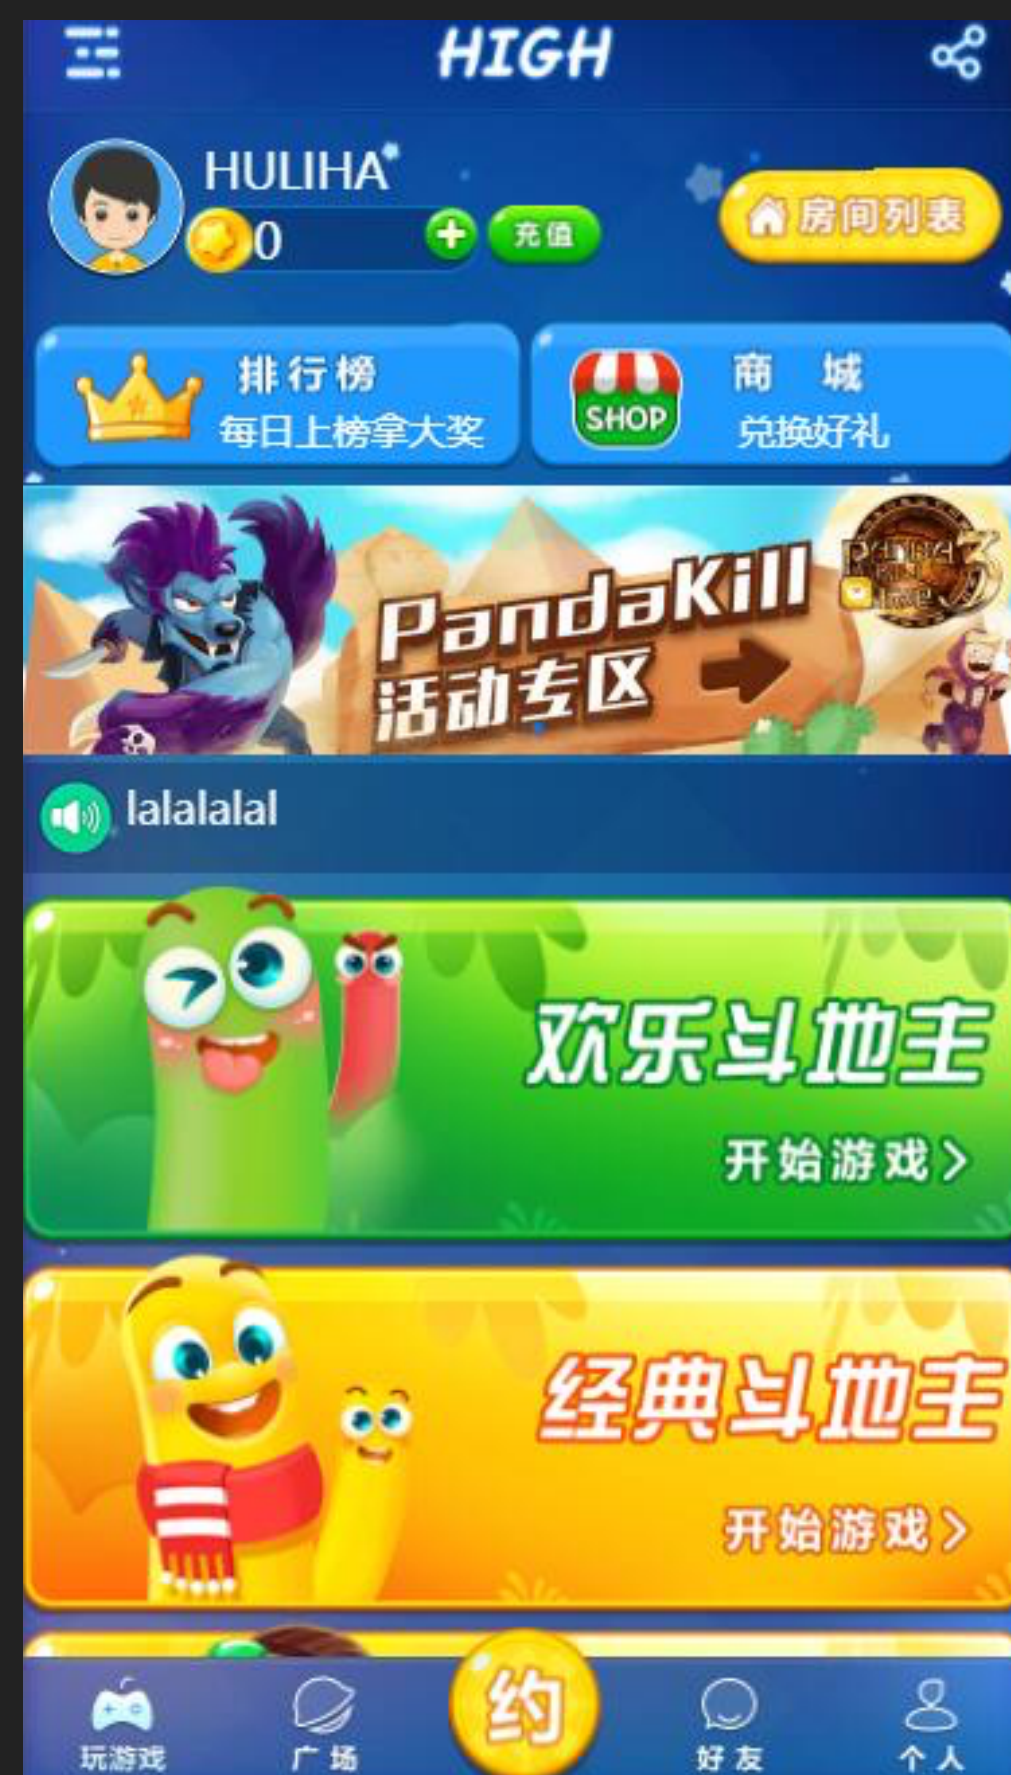 HIGH
HULIHA
0
充值
房间列表
排行榜
每日上榜拿大奖
SHOP
商 城
兑换好礼
PandaKill
活动专区
PANDA
KILL
3
lalalalal
欢乐斗地主
开始游戏
经典斗地主
开始游戏
约
玩游戏
广场
好友
个人